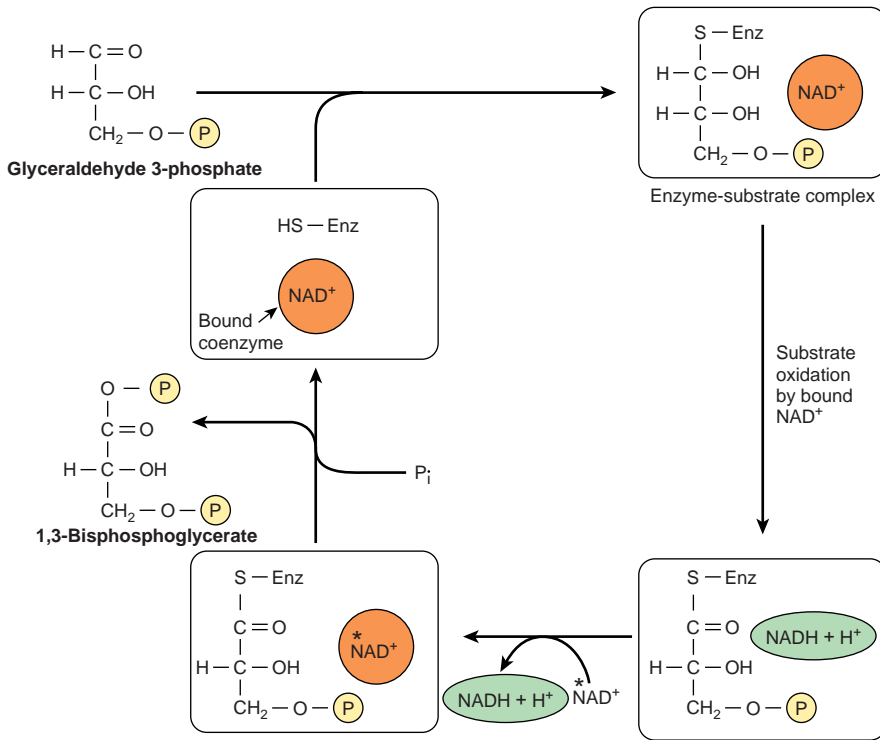 H–C=O
H–C–OH
CH₂–O–P
Glyceraldehyde 3-phosphate
S–Enz
H–C–OH
H–C–OH
CH₂–O–P
NAD⁺
Enzyme-substrate complex
HS–Enz
NAD⁺
Bound
coenzyme
Substrate
oxidation
by bound
NAD⁺
O–P
C=O
H–C–OH
CH₂–O–P
1,3-Bisphosphoglycerate
Pi
S–Enz
C=O
H–C–OH
CH₂–O–P
*
NAD⁺
NADH + H⁺
*
NAD⁺
S–Enz
C=O
H–C–OH
CH₂–O–P
NADH + H⁺